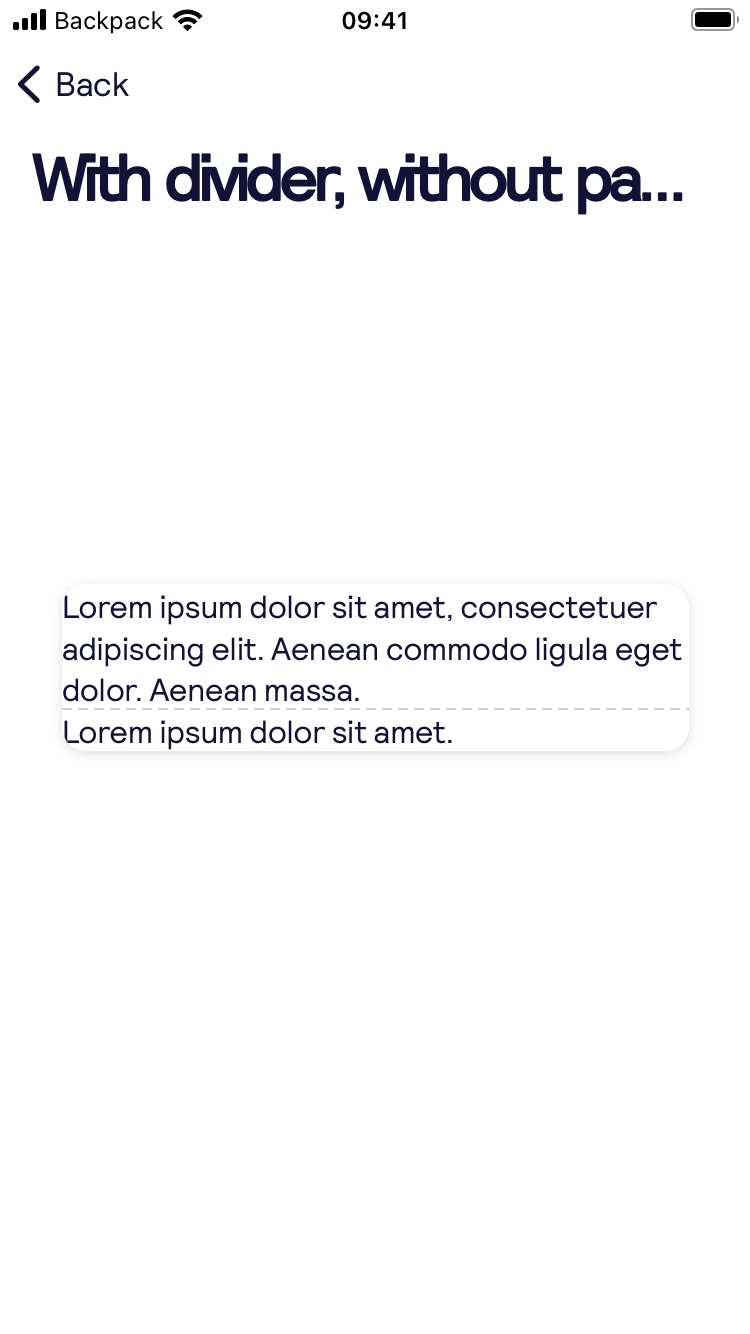 Backpack 09:41
Back
With divider, without pa...
Lorem ipsum dolor sit amet, consectetuer
adipiscing elit. Aenean commodo ligula eget
dolor. Aenean massa.
Lorem ipsum dolor sit amet.